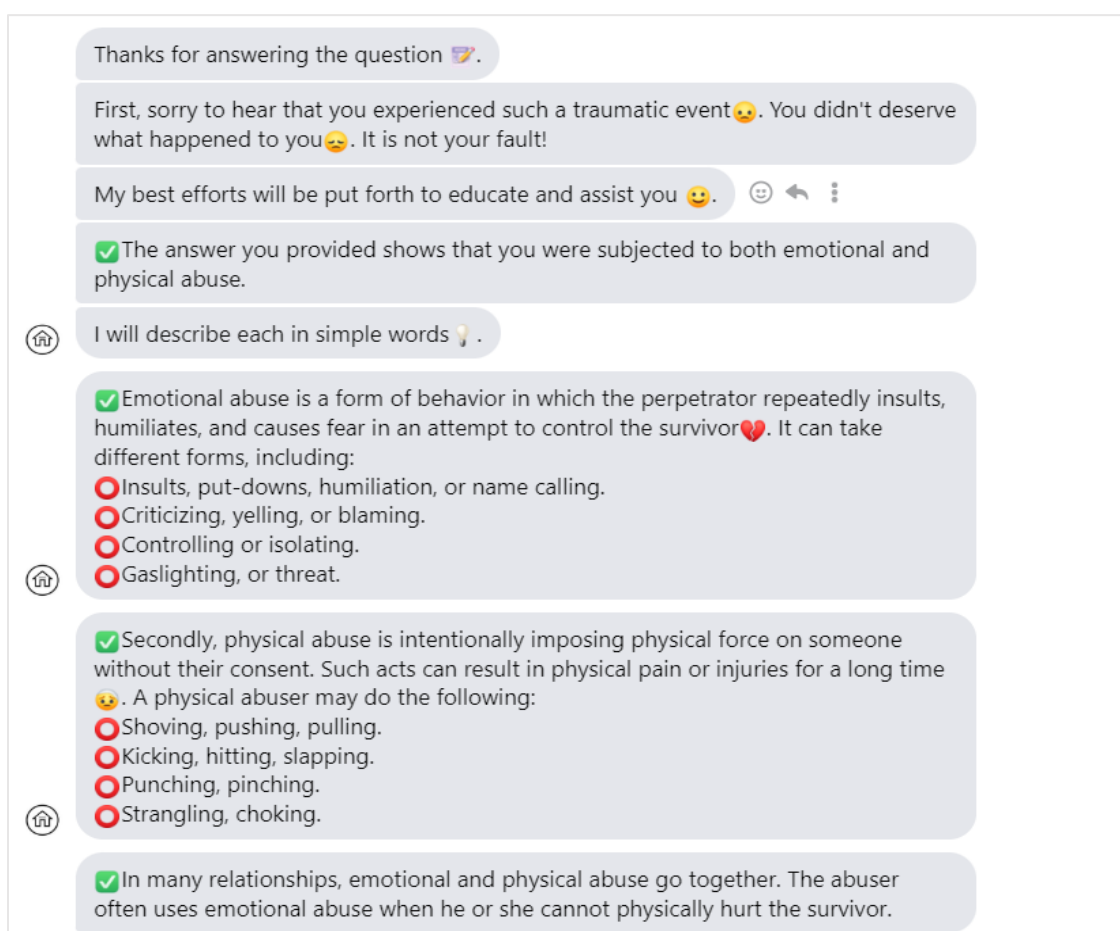 Thanks for answering the question 📝.
First, sorry to hear that you experienced such a traumatic event😞. You didn't deserve
what happened to you😞. It is not your fault!
My best efforts will be put forth to educate and assist you 🙂.
✅The answer you provided shows that you were subjected to both emotional and
physical abuse.
I will describe each in simple words💡.
✅Emotional abuse is a form of behavior in which the perpetrator repeatedly insults,
humiliates, and causes fear in an attempt to control the survivor💔. It can take
different forms, including:
⭕Insults, put-downs, humiliation, or name calling.
⭕Criticizing, yelling, or blaming.
⭕Controlling or isolating.
⭕Gaslighting, or threat.
✅Secondly, physical abuse is intentionally imposing physical force on someone
without their consent. Such acts can result in physical pain or injuries for a long time
🤕. A physical abuser may do the following:
⭕Shoving, pushing, pulling.
⭕Kicking, hitting, slapping.
⭕Punching, pinching.
⭕Strangling, choking.
✅In many relationships, emotional and physical abuse go together. The abuser
often uses emotional abuse when he or she cannot physically hurt the survivor.